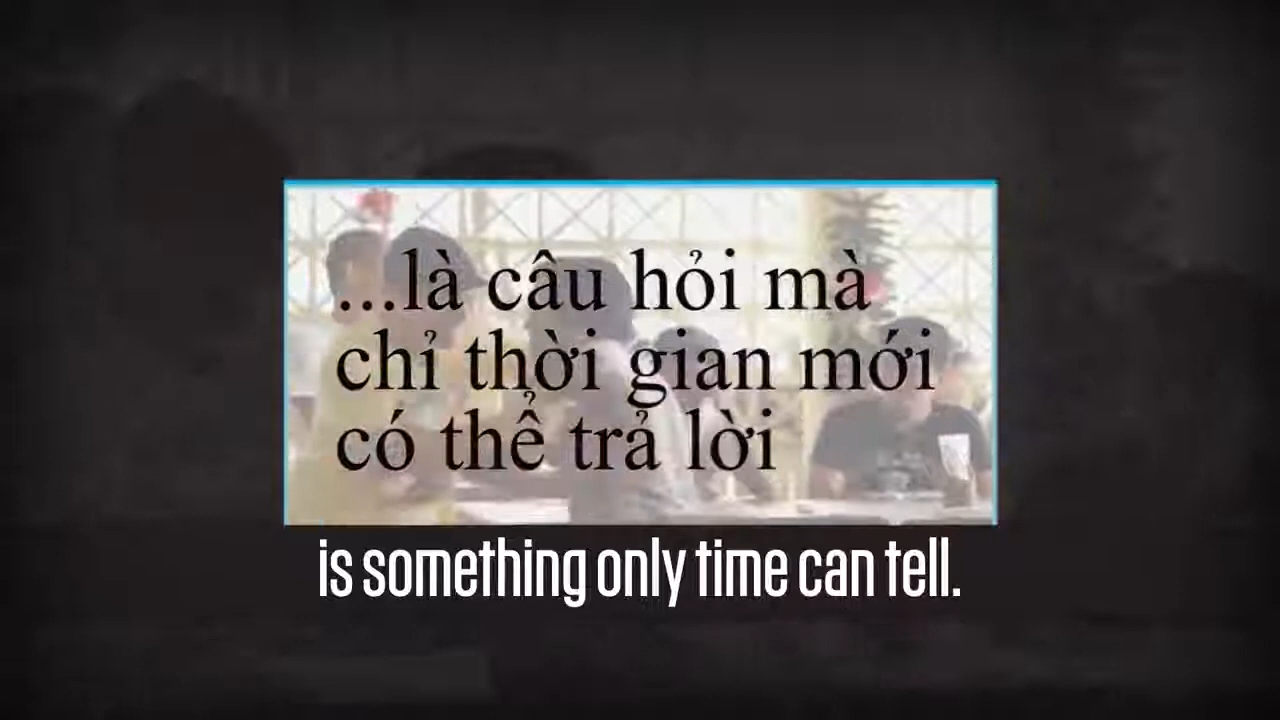 ...là câu hỏi mà
chỉ thời gian mới
có thể trả lời
is something only time can tell.